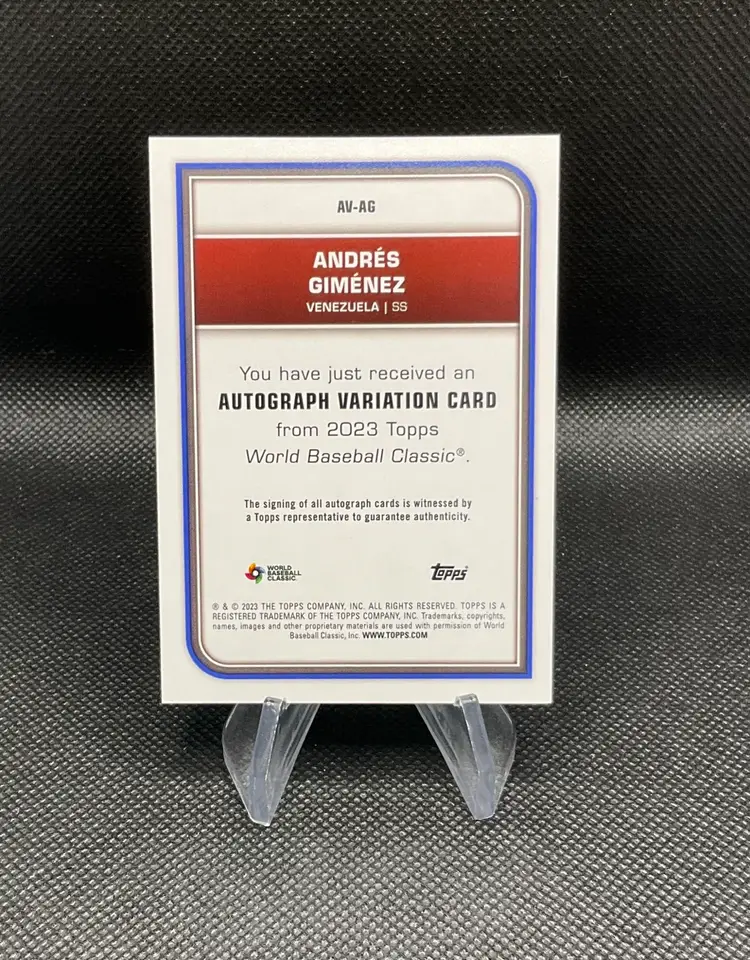 AV-AG
ANDRÉS
GIMÉNEZ
VENEZUELA | SS
You have just received an
AUTOGRAPH VARIATION CARD
from 2023 Topps
World Baseball Classic®.
The signing of all autograph cards is witnessed by
a Topps representative to guarantee authenticity.
WORLD
BASEBALL
CLASSIC
topps®
® & © 2023 THE TOPPS COMPANY, INC. ALL RIGHTS RESERVED. TOPPS IS A
REGISTERED TRADEMARK OF THE TOPPS COMPANY, INC. Trademarks, copyrights,
names, images and other proprietary materials are used with permission of World
Baseball Classic, Inc. WWW.TOPPS.COM